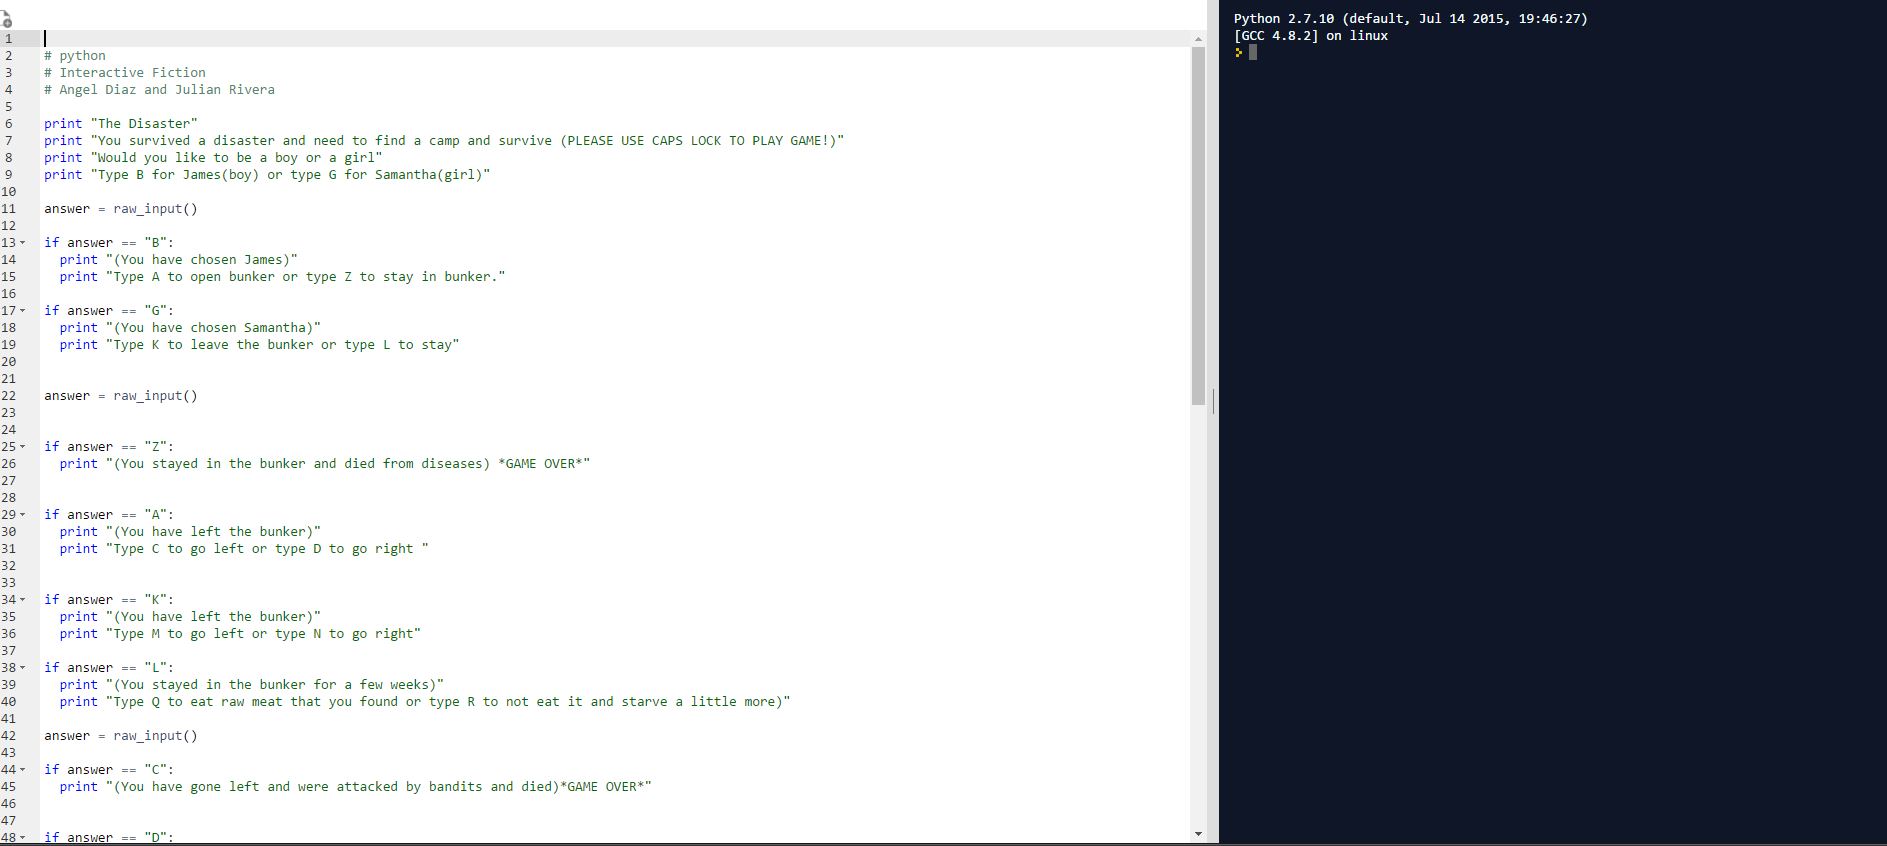 1
2 # python
3 # Interactive Fiction
4 # Angel Diaz and Julian Rivera
5
6 print "The Disaster"
7 print "You survived a disaster and need to find a camp and survive (PLEASE USE CAPS LOCK TO PLAY GAME!)"
8 print "Would you like to be a boy or a girl"
9 print "Type B for James(boy) or type G for Samantha(girl)"
10
11 answer = raw_input()
12
13 if answer == "B":
14   print "(You have chosen James)"
15   print "Type A to open bunker or type Z to stay in bunker."
16
17 if answer == "G":
18   print "(You have chosen Samantha)"
19   print "Type K to leave the bunker or type L to stay"
20
21
22 answer = raw_input()
23
24
25 if answer == "Z":
26   print "(You stayed in the bunker and died from diseases) *GAME OVER*"
27
28
29 if answer == "A":
30   print "(You have left the bunker)"
31   print "Type C to go left or type D to go right "
32
33
34 if answer == "K":
35   print "(You have left the bunker)"
36   print "Type M to go left or type N to go right"
37
38 if answer == "L":
39   print "(You stayed in the bunker for a few weeks)"
40   print "Type Q to eat raw meat that you found or type R to not eat it and starve a little more)"
41
42 answer = raw_input()
43
44 if answer == "C":
45   print "(You have gone left and were attacked by bandits and died)*GAME OVER*"
46
47
48 if answer == "D":
Python 2.7.10 (default, Jul 14 2015, 19:46:27)
[GCC 4.8.2] on linux